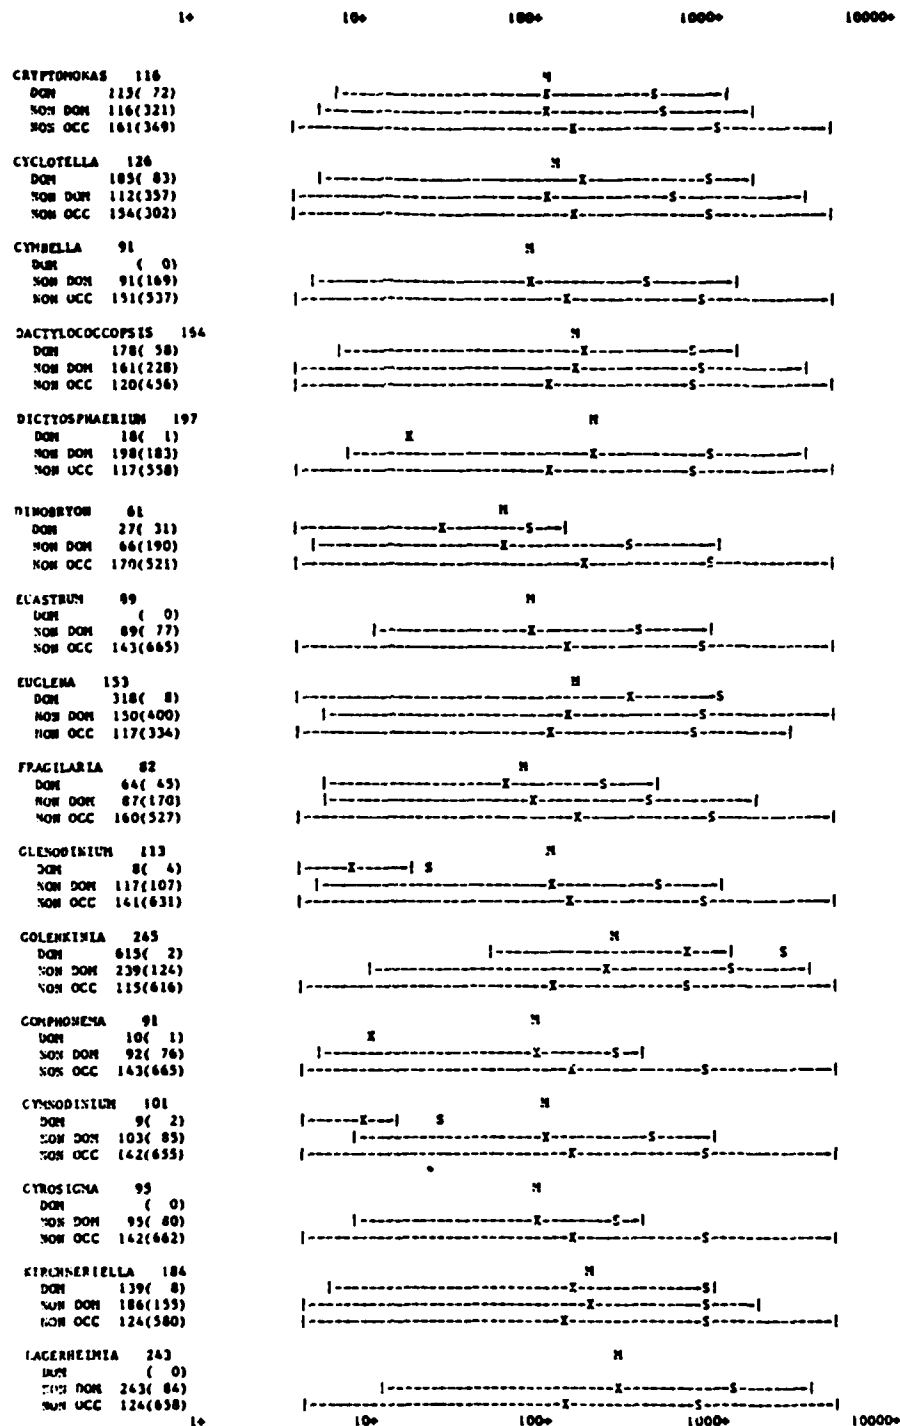 1+ 10+ 100+ 1000+ 10000+
CRYPTOMONAS 116 M
DOM 115( 72) |----X----S----|
NON DOM 116(321) |----X----S----|
NON OCC 161(349) |----X----S----|
CYCLOTELLA 126 M
DOM 185( 83) |----X----S----|
NON DOM 112(357) |----X----S----|
NON OCC 154(302) |----X----S----|
CYMBELLA 91 M
DOM ( 0)
NON DOM 91(169) |----X----S----|
NON OCC 151(537) |----X----S----|
DACTYLOCOCCOPSIS 164 M
DOM 178( 58) |----X----S----|
NON DOM 161(228) |----X----S----|
NON OCC 120(456) |----X----S----|
DICTYOSPHAERIUM 197 M
DOM 18( 1) X
NON DOM 198(183) |----X----S----|
NON OCC 117(558) |----X----S----|
DINOBRYON 61 M
DOM 27( 31) |----X----S----|
NON DOM 66(190) |----X----S----|
NON OCC 170(521) |----X----S----|
EUASTRUM 89 M
DOM ( 0)
NON DOM 89( 77) |----X----S----|
NON OCC 143(665) |----X----S----|
EUGLENA 153 M
DOM 318( 8) |----X----S
NON DOM 150(400) |----X----S----|
NON OCC 117(334) |----X----S----|
FRAGILARIA 82 M
DOM 64( 45) |----X----S----|
NON DOM 87(170) |----X----S----|
NON OCC 160(527) |----X----S----|
GLENODINIUM 113 M
DOM 8( 4) |----X----| S
NON DOM 117(107) |----X----S----|
NON OCC 141(631) |----X----S----|
GOLENKINIA 245 M
DOM 615( 2) |----X----| S
NON DOM 239(124) |----X----S----|
NON OCC 115(616) |----X----S----|
GOMPHONEMA 91 M
DOM 10( 1) X
NON DOM 92( 76) |----X----S----|
NON OCC 143(665) |----X----S----|
GYMNODINIUM 101 M
DOM 9( 2) |----X----| S
NON DOM 103( 85) |----X----S----|
NON OCC 142(655) |----X----S----|
GYROSIGMA 95 M
DOM ( 0)
NON DOM 95( 80) |----X----S----|
NON OCC 142(662) |----X----S----|
KIRCHNERIELLA 184 M
DOM 139( 8) |----X----S|
NON DOM 186(155) |----X----S----|
NON OCC 124(580) |----X----S----|
LAGERHEIMIA 243 M
DOM ( 0)
NON DOM 243( 84) |----X----S----|
NON OCC 124(658) |----X----S----|
1+ 10+ 100+ 1000+ 10000+